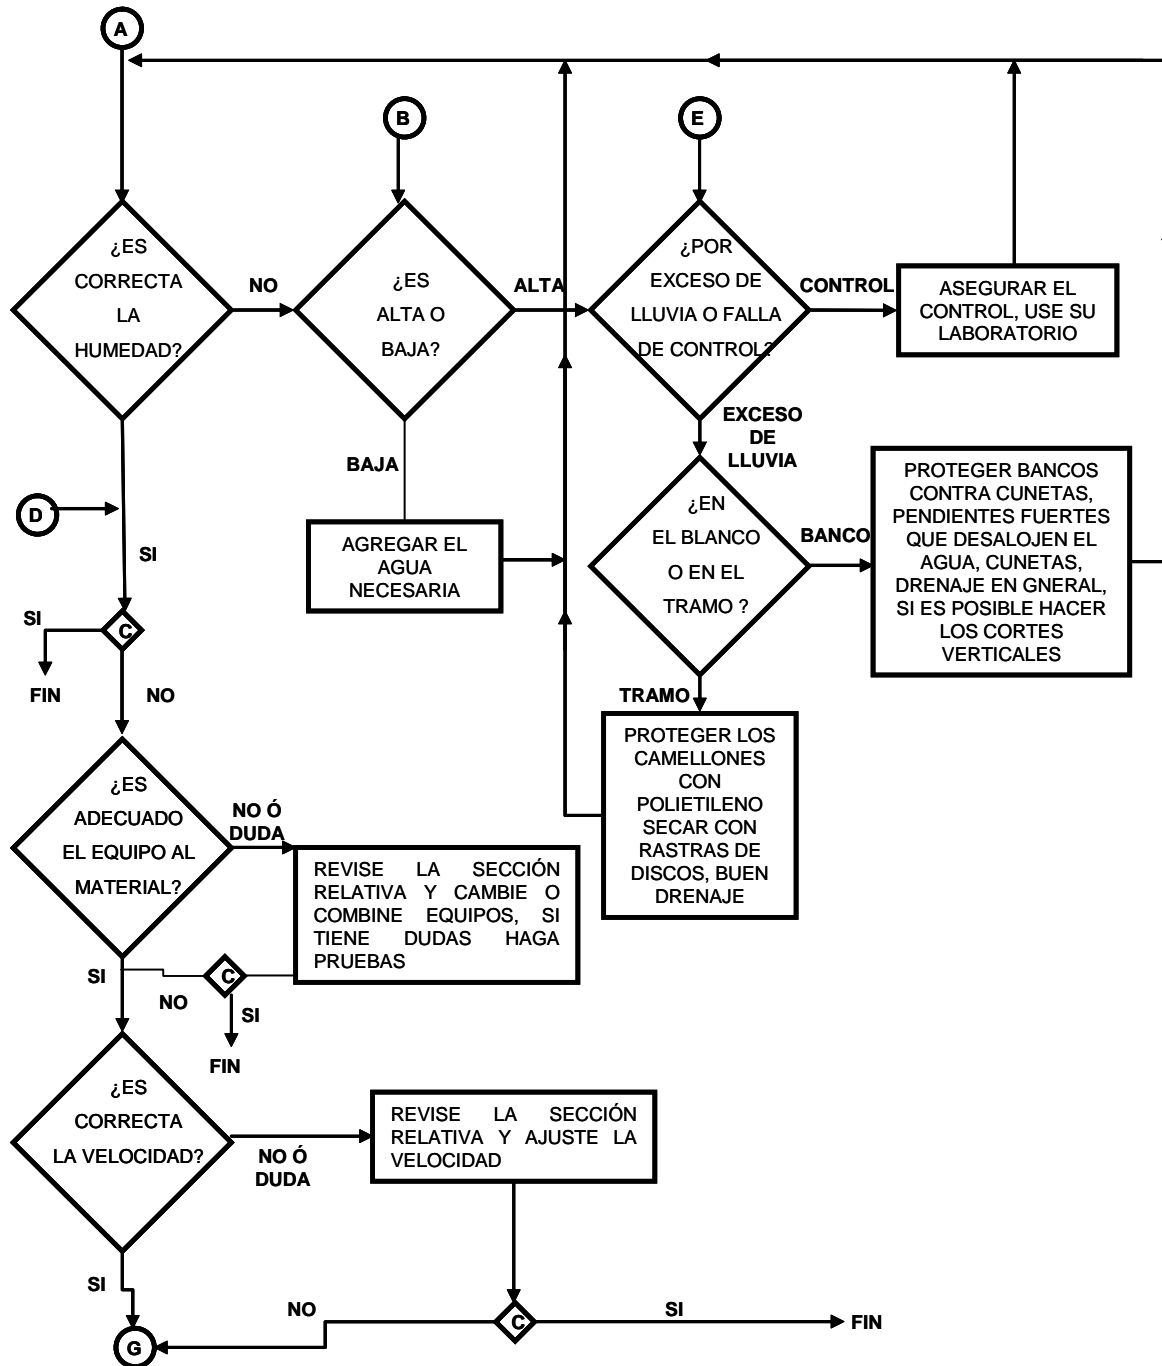 A
B
E
¿ES
CORRECTA
LA
HUMEDAD?
NO
¿ES
ALTA O
BAJA?
ALTA
¿POR
EXCESO DE
LLUVIA O FALLA
DE CONTROL?
CONTROL
ASEGURAR EL
CONTROL, USE SU
LABORATORIO
EXCESO
DE
LLUVIA
BAJA
D
SI
AGREGAR EL
AGUA
NECESARIA
¿EN
EL BLANCO
O EN EL
TRAMO ?
BANCO
PROTEGER BANCOS
CONTRA CUNETAS,
PENDIENTES FUERTES
QUE DESALOJEN EL
AGUA, CUNETAS,
DRENAJE EN GNERAL,
SI ES POSIBLE HACER
LOS CORTES
VERTICALES
SI
C
FIN
NO
TRAMO
PROTEGER LOS
CAMELLONES
CON
POLIETILENO
SECAR CON
RASTRAS DE
DISCOS, BUEN
DRENAJE
¿ES
ADECUADO
EL EQUIPO AL
MATERIAL?
NO Ó
DUDA
REVISE LA SECCIÓN
RELATIVA Y CAMBIE O
COMBINE EQUIPOS, SI
TIENE DUDAS HAGA
PRUEBAS
SI
NO
C
SI
FIN
¿ES
CORRECTA
LA VELOCIDAD?
NO Ó
DUDA
REVISE LA SECCIÓN
RELATIVA Y AJUSTE LA
VELOCIDAD
SI
NO
C
SI
FIN
G